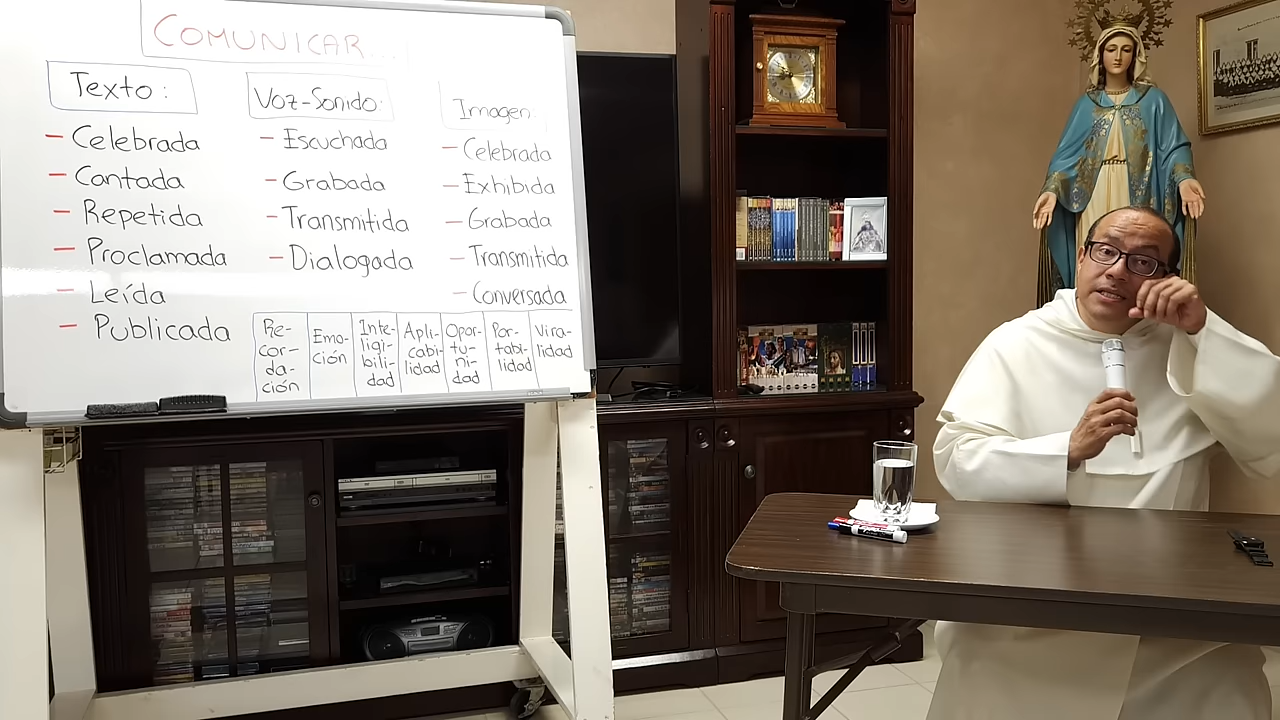 COMUNICAR...
Texto:
- Celebrada
- Cantada
- Repetida
- Proclamada
- Leída
- Publicada
Voz-Sonido:
- Escuchada
- Grabada
- Transmitida
- Dialogada
Imagen:
- Celebrada
- Exhibida
- Grabada
- Transmitida
- Conversada
Re-
cor-
da-
ción
Emo-
ción
Inte-
ligi-
bili-
dad
Apli-
cabi-
lidad
Opor-
tu-
ni-
dad
Por-
tabi-
lidad
Vira-
lidad